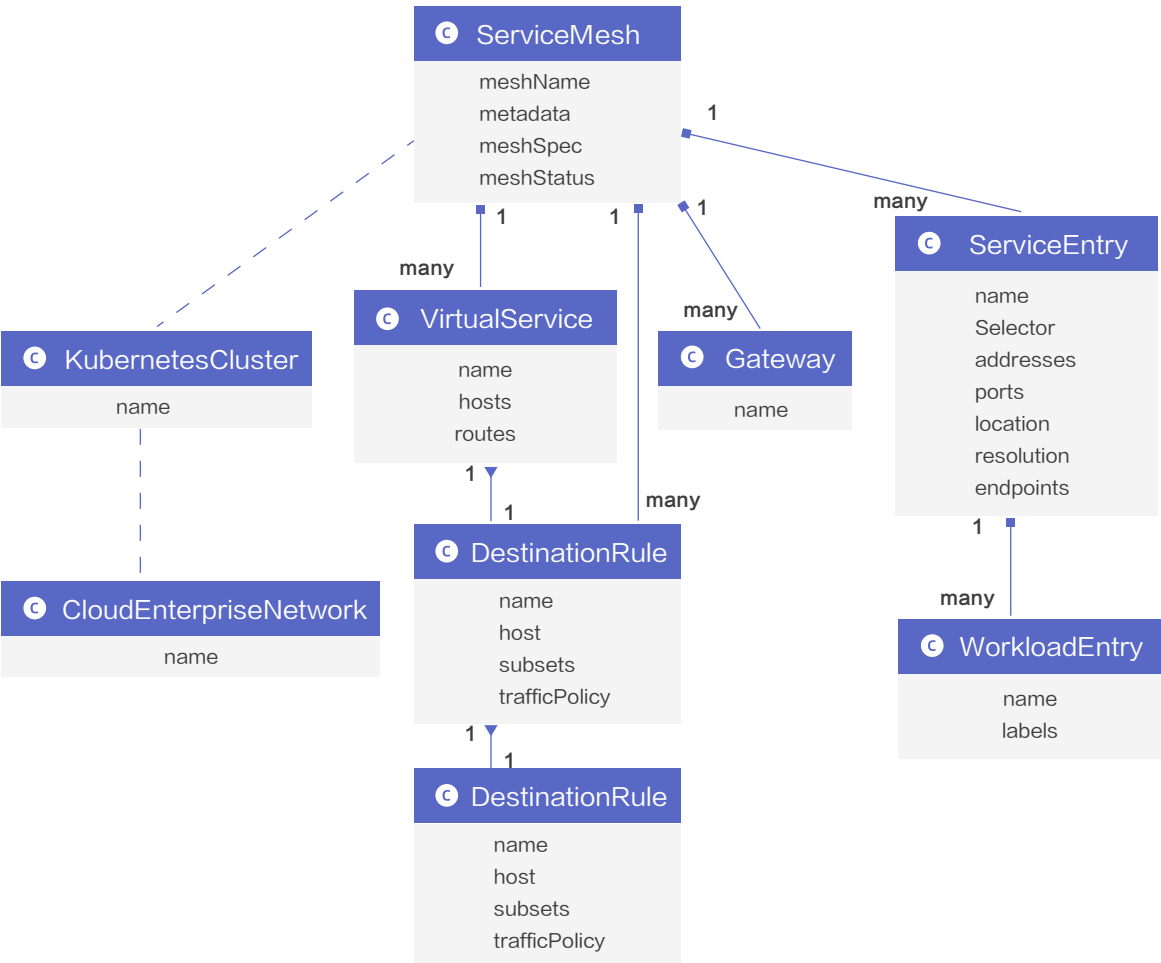 C ServiceMesh
meshName
metadata
meshSpec
meshStatus
1
many
1
many
1
many
1
many
C KubernetesCluster
name
C CloudEnterpriseNetwork
name
C VirtualService
name
hosts
routes
1
1
C DestinationRule
name
host
subsets
trafficPolicy
1
1
C DestinationRule
name
host
subsets
trafficPolicy
C Gateway
name
C ServiceEntry
name
Selector
addresses
ports
location
resolution
endpoints
1
many
C WorkloadEntry
name
labels